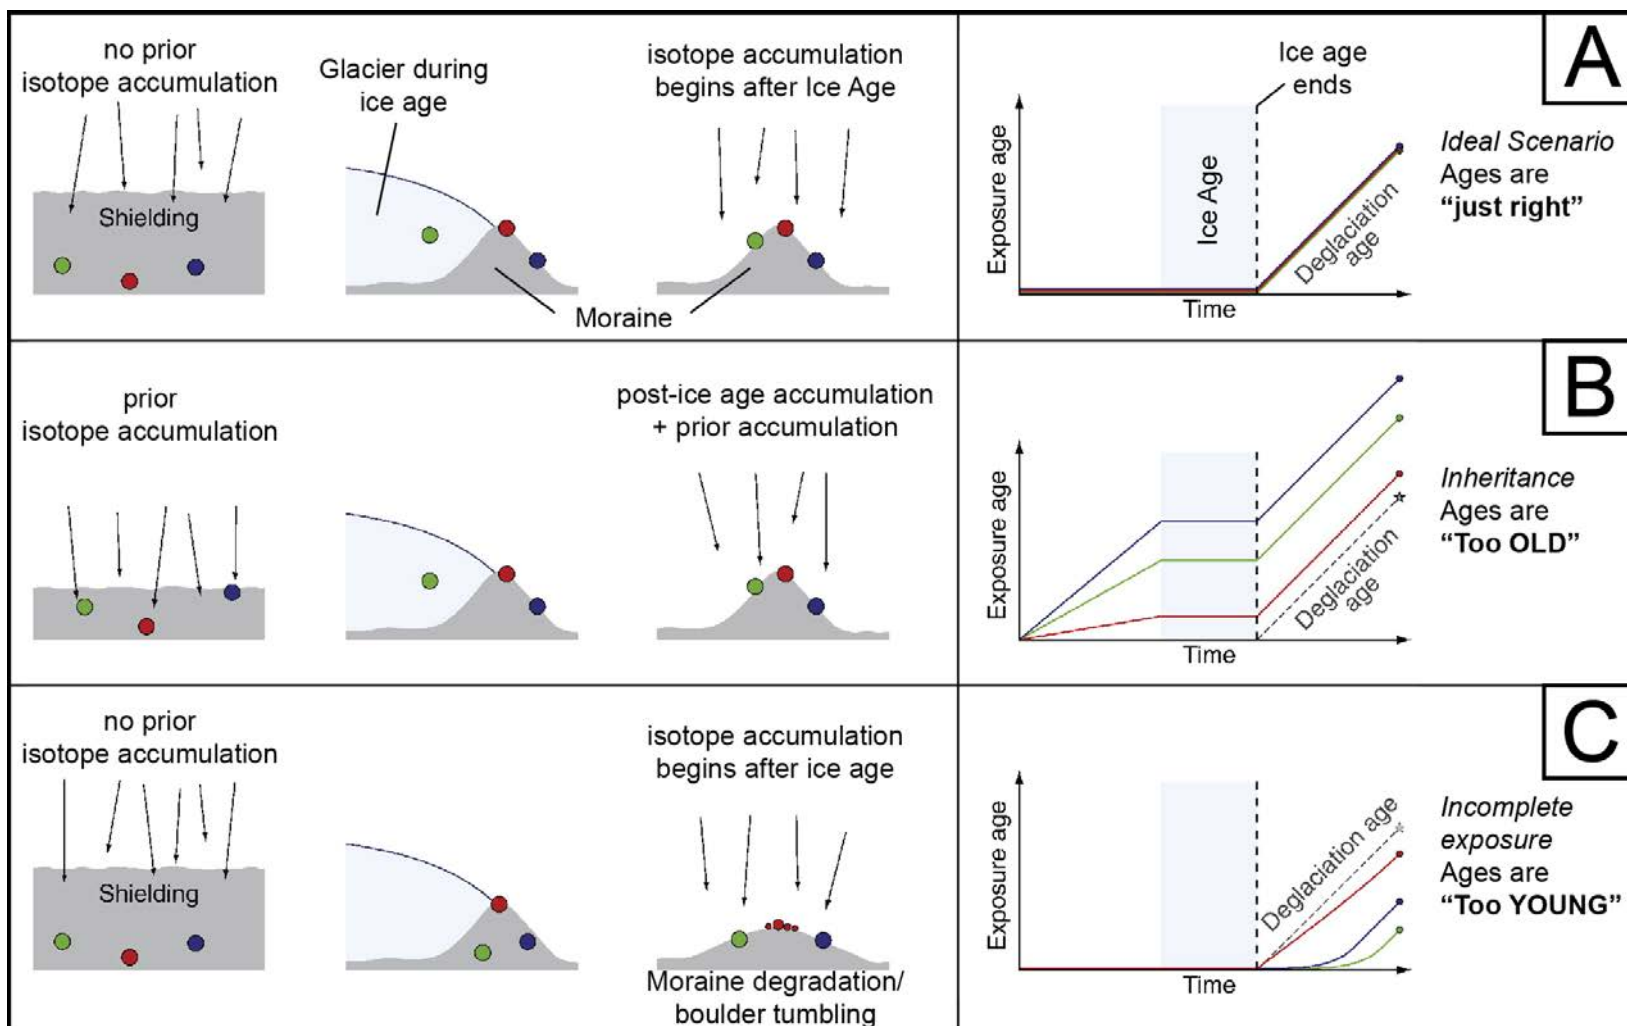 no prior
isotope accumulation
Shielding
Glacier during
ice age
Moraine
isotope accumulation
begins after Ice Age
Exposure age
Ice Age
Ice age
ends
Deglaciation
age
Time
Ideal Scenario
Ages are
“just right”
A
prior
isotope accumulation
post-ice age accumulation
+ prior accumulation
Exposure age
Deglaciation
age
Time
Inheritance
Ages are
“Too OLD”
B
no prior
isotope accumulation
Shielding
isotope accumulation
begins after ice age
Moraine degradation/
boulder tumbling
Exposure age
Deglaciation age
Time
Incomplete
exposure
Ages are
“Too YOUNG”
C